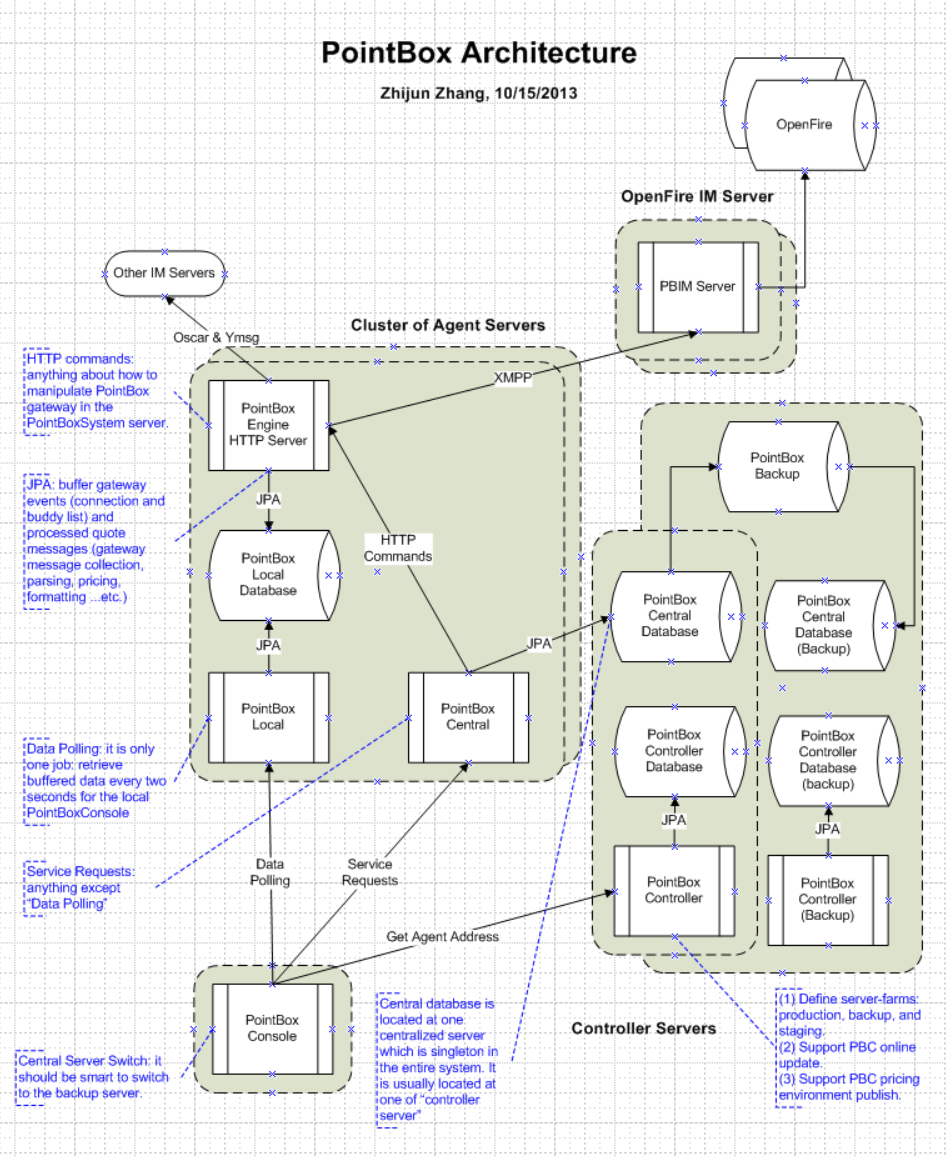 PointBox Architecture
Zhijun Zhang, 10/15/2013
OpenFire
OpenFire IM Server
PBIM Server
Other IM Servers
Oscar & Ymsg
Cluster of Agent Servers
XMPP
HTTP commands:
anything about how to
manipulate PointBox
gateway in the
PointBoxSystem server.
PointBox
Engine
HTTP Server
JPA
JPA: buffer gateway
events (connection and
buddy list) and
processed quote
messages (gateway
message collection,
parsing, pricing,
formatting ...etc.)
PointBox
Local
Database
HTTP
Commands
JPA
PointBox
Local
PointBox
Central
JPA
PointBox
Backup
PointBox
Central
Database
PointBox
Central
Database
(Backup)
PointBox
Controller
Database
PointBox
Controller
Database
(backup)
JPA
JPA
PointBox
Controller
PointBox
Controller
(Backup)
Data Polling: it is only
one job: retrieve
buffered data every two
seconds for the local
PointBoxConsole
Service Requests:
anything except
“Data Polling”
Data
Polling
Service
Requests
Get Agent Address
PointBox
Console
Central Server Switch: it
should be smart to switch
to the backup server.
Central database is
located at one
centralized server
which is singleton in
the entire system. It
is usually located at
one of “controller
server”
Controller Servers
(1) Define server-farms:
production, backup, and
staging.
(2) Support PBC online
update.
(3) Support PBC pricing
environment publish.